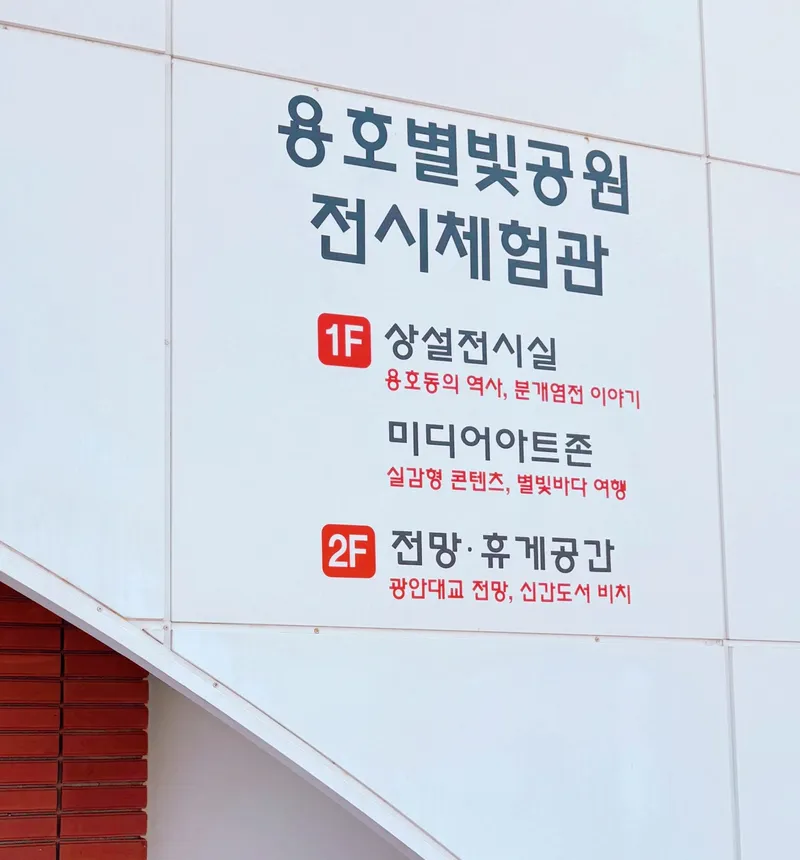 용호별빛공원
전시체험관
1F 상설전시실
용호동의 역사, 분개염전 이야기
미디어아트존
실감형 콘텐츠, 별빛바다 여행
2F 전망·휴게공간
광안대교 전망, 신간도서 비치